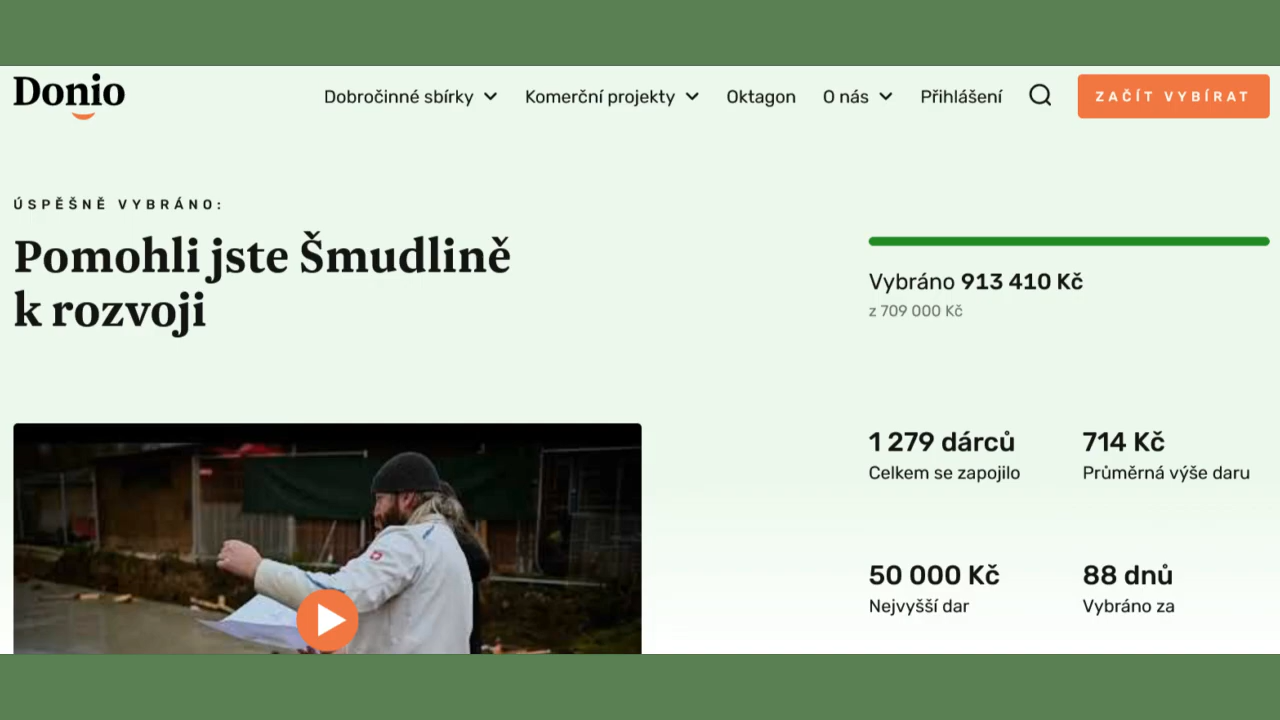 Donio
Dobročinné sbírky
Komerční projekty
Oktagon
O nás
Přihlášení
ZAČÍT VYBÍRAT
ÚSPĚŠNĚ VYBRÁNO:
Pomohli jste Šmudlině
k rozvoji
Vybráno 913 410 Kč
z 709 000 Kč
1 279 dárců
Celkem se zapojilo
714 Kč
Průměrná výše daru
50 000 Kč
Nejvyšší dar
88 dnů
Vybráno za